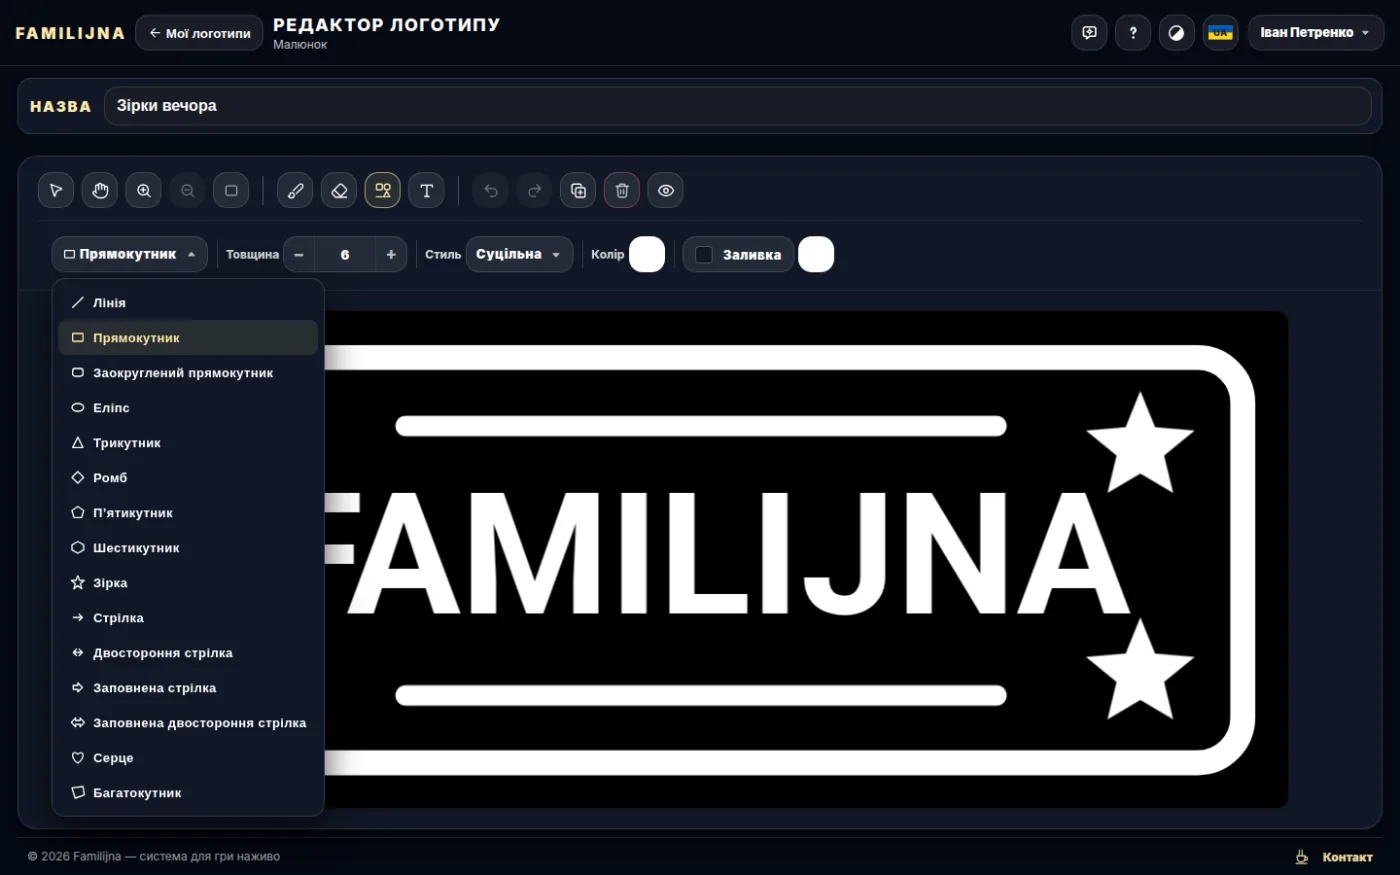 FAMILIJNA
← Мої логотипи
РЕДАКТОР ЛОГОТИПУ
Малюнок
?
UA
Іван Петренко
НАЗВА
Зірки вечора
Прямокутник
Товщина
− 6 +
Стиль
Суцільна
Колір
Заливка
Лінія
Прямокутник
Заокруглений прямокутник
Еліпс
Трикутник
Ромб
П’ятикутник
Шестикутник
Зірка
Стрілка
Двостороння стрілка
Заповнена стрілка
Заповнена двостороння стрілка
Серце
Багатокутник
FAMILIJNA
© 2026 Familijna — система для гри наживо
Контакт